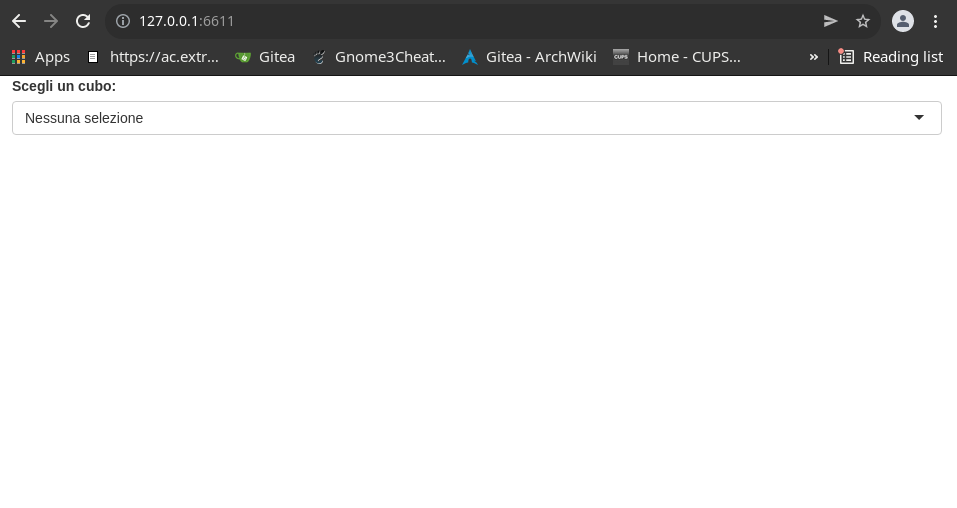 127.0.0.1:6611
Apps https://ac.extr... Gitea Gnome3Cheat... Gitea - ArchWiki CUPS Home - CUPS... » Reading list
Scegli un cubo:
Nessuna selezione